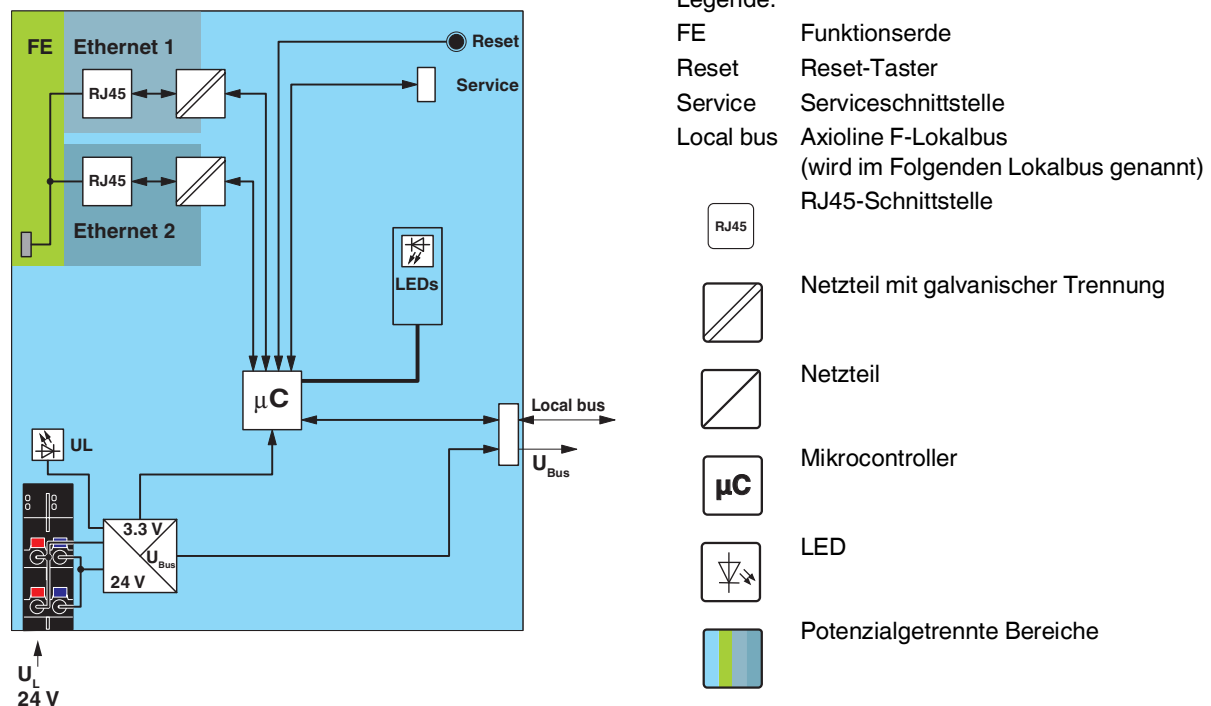 FE
Ethernet 1
RJ45
RJ45
Ethernet 2
Reset
Service
LEDs
µC
Local bus
U Bus
UL
3.3 V
U Bus
24 V
U L
24 V
Legende:
FE Funktionserde
Reset Reset-Taster
Service Serviceschnittstelle
Local bus Axioline F-Lokalbus
(wird im Folgenden Lokalbus genannt)
RJ45 RJ45-Schnittstelle
Netzteil mit galvanischer Trennung
Netzteil
µC Mikrocontroller
LED
Potenzialgetrennte Bereiche